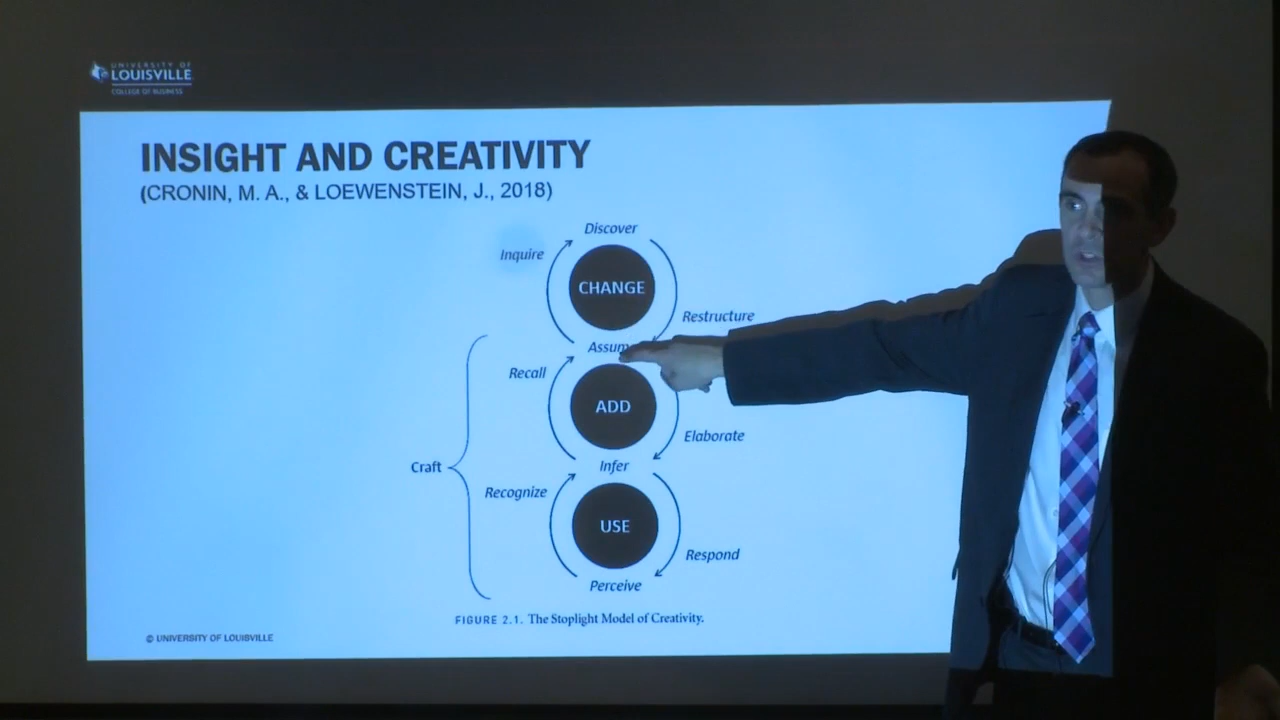 UNIVERSITY OF
LOUISVILLE
COLLEGE OF BUSINESS
INSIGHT AND CREATIVITY
(CRONIN, M. A., & LOEWENSTEIN, J., 2018)
Discover
Inquire
CHANGE
Restructure
Assum
Recall
ADD
Elaborate
Craft
Infer
Recognize
USE
Respond
Perceive
FIGURE 2.1. The Stoplight Model of Creativity.
© UNIVERSITY OF LOUISVILLE